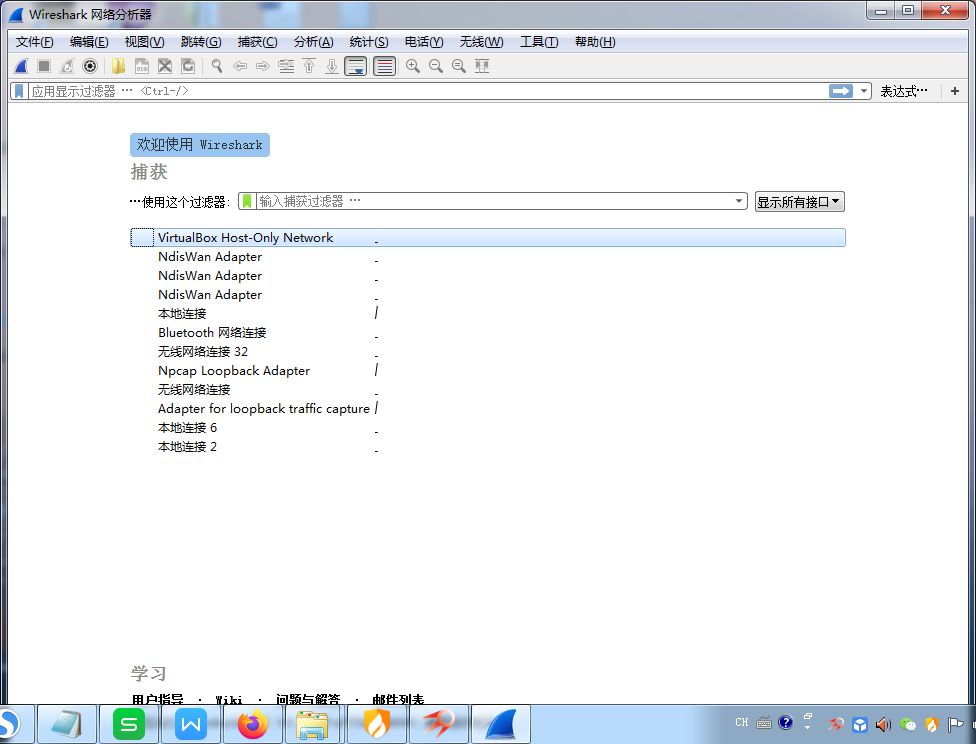 Wireshark 网络分析器
文件(F) 编辑(E) 视图(V) 跳转(G) 捕获(C) 分析(A) 统计(S) 电话(Y) 无线(W) 工具(T) 帮助(H)
应用显示过滤器 … <Ctrl-/> 表达式… +
欢迎使用 Wireshark
捕获
…使用这个过滤器: 输入捕获过滤器 … 显示所有接口
VirtualBox Host-Only Network
NdisWan Adapter
NdisWan Adapter
NdisWan Adapter
本地连接
Bluetooth 网络连接
无线网络连接 32
Npcap Loopback Adapter
无线网络连接
Adapter for loopback traffic capture
本地连接 6
本地连接 2
学习
用户指导 · Wiki · 问题与解答 · 邮件列表
S S W CH